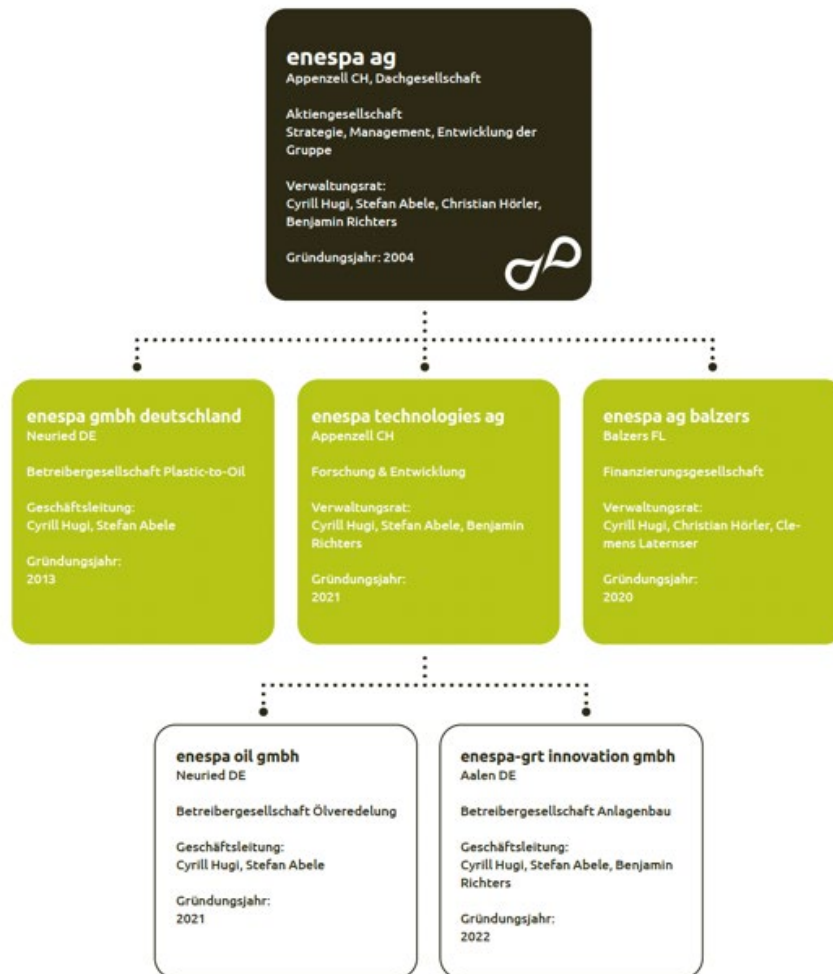 enespa ag
Appenzell CH, Dachgesellschaft
Aktiengesellschaft
Strategie, Management, Entwicklung der
Gruppe
Verwaltungsrat:
Cyrill Hugi, Stefan Abele, Christian Hörler,
Benjamin Richters
Gründungsjahr: 2004
enespa gmbh deutschland
Neuried DE
Betreibergesellschaft Plastic-to-Oil
Geschäftsleitung:
Cyrill Hugi, Stefan Abele
Gründungsjahr:
2013
enespa technologies ag
Appenzell CH
Forschung & Entwicklung
Verwaltungsrat:
Cyrill Hugi, Stefan Abele, Benjamin
Richters
Gründungsjahr:
2021
enespa ag balzers
Balzers FL
Finanzierungsgesellschaft
Verwaltungsrat:
Cyrill Hugi, Christian Hörler, Cle-
mens Laternser
Gründungsjahr:
2020
enespa oil gmbh
Neuried DE
Betreibergesellschaft Ölveredelung
Geschäftsleitung:
Cyrill Hugi, Stefan Abele
Gründungsjahr:
2021
enespa-grt innovation gmbh
Aalen DE
Betreibergesellschaft Anlagenbau
Geschäftsleitung:
Cyrill Hugi, Stefan Abele, Benjamin
Richters
Gründungsjahr:
2022